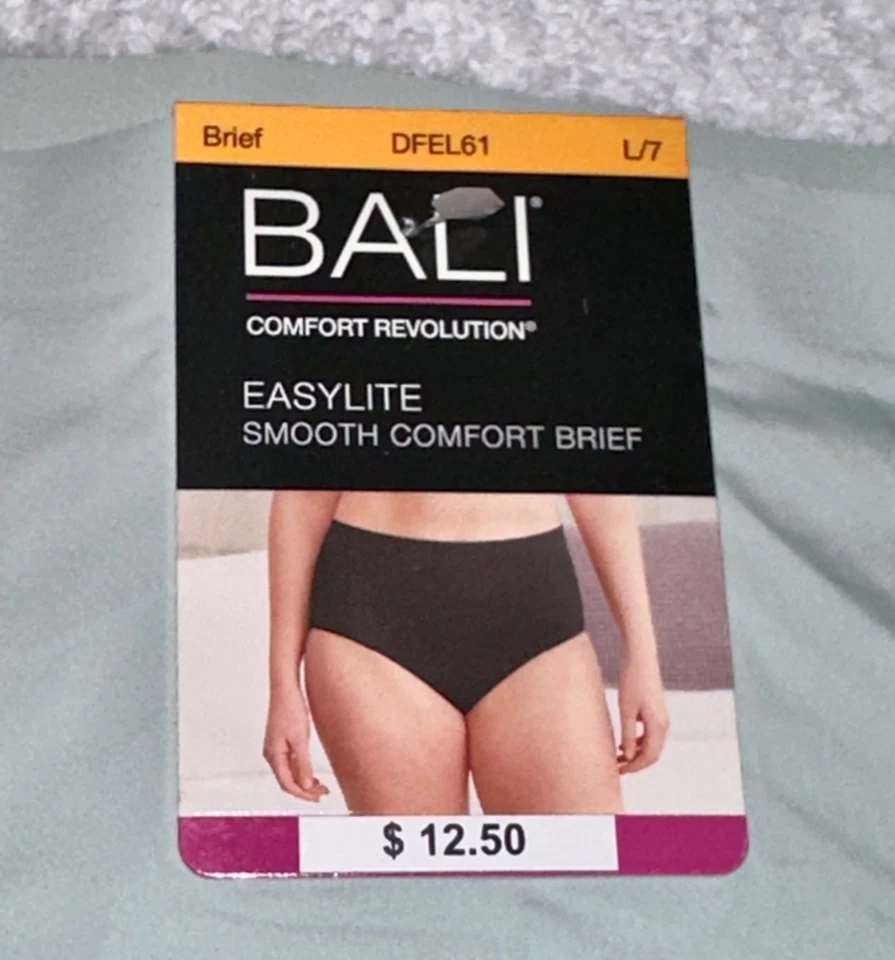 Brief DFEL61 L/7
BALI®
COMFORT REVOLUTION®
EASYLITE
SMOOTH COMFORT BRIEF
$ 12.50